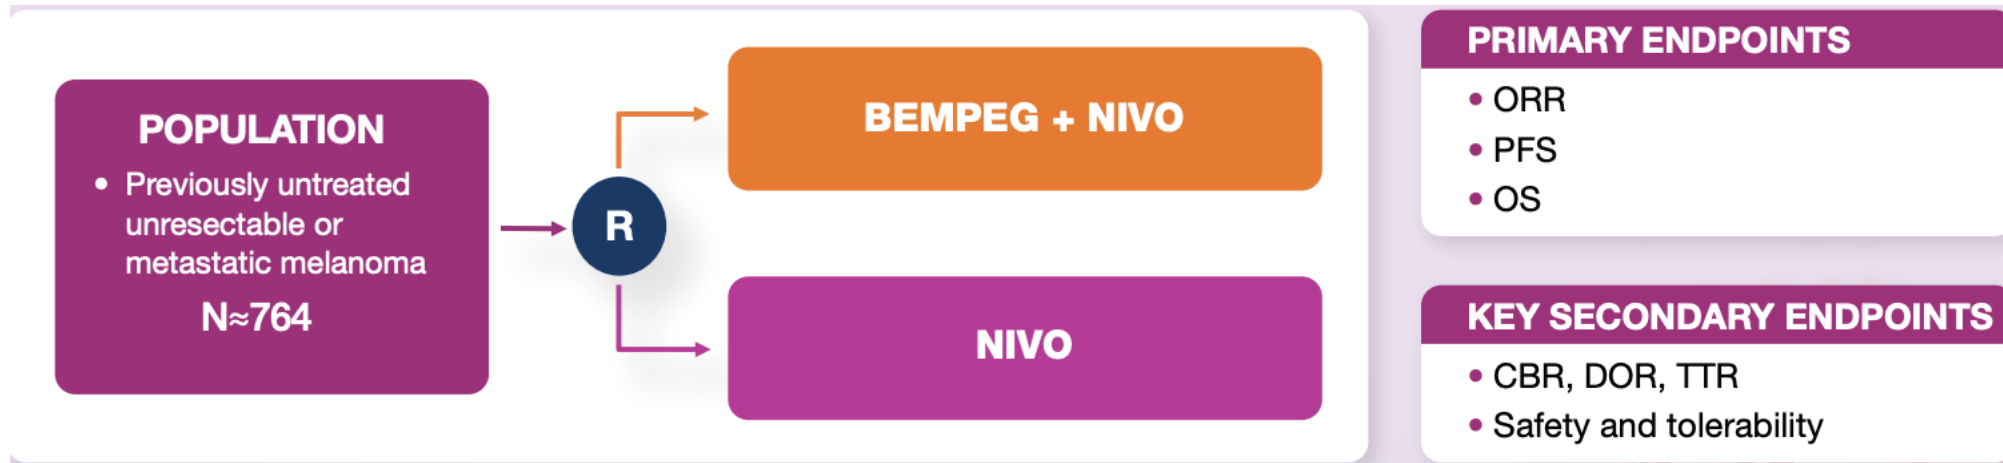 POPULATION
• Previously untreated
unresectable or
metastatic melanoma
N≈764
R
BEMPEG + NIVO
NIVO
PRIMARY ENDPOINTS
• ORR
• PFS
• OS
KEY SECONDARY ENDPOINTS
• CBR, DOR, TTR
• Safety and tolerability